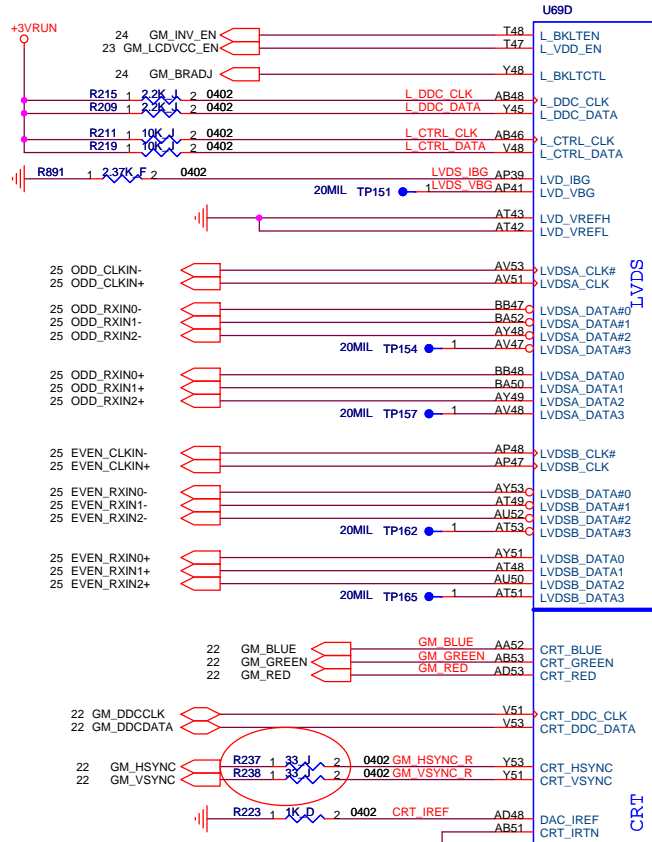 U69D
+3VRUN
24 GM_INV_EN T48 L_BKLTEN
23 GM_LCDVCC_EN T47 L_VDD_EN
24 GM_BRADJ Y48 L_BKLTCTL
R215 1 2.2K_J 2 0402 L_DDC_CLK AB48 L_DDC_CLK
R209 1 2.2K_J 2 0402 L_DDC_DATA Y45 L_DDC_DATA
R211 1 10K_J 2 0402 L_CTRL_CLK AB46 L_CTRL_CLK
R219 1 10K_J 2 0402 L_CTRL_DATA V48 L_CTRL_DATA
R891 1 2.37K_F 2 0402 LVDS_IBG AP39 LVD_IBG
20MIL TP151 1 LVDS_VBG AP41 LVD_VBG
AT43 LVD_VREFH
AT42 LVD_VREFL
25 ODD_CLKIN- AV53 LVDSA_CLK#
25 ODD_CLKIN+ AV51 LVDSA_CLK
LVDS
25 ODD_RXIN0- BB47 LVDSA_DATA#0
25 ODD_RXIN1- BA52 LVDSA_DATA#1
25 ODD_RXIN2- AY48 LVDSA_DATA#2
20MIL TP154 1 AV47 LVDSA_DATA#3
25 ODD_RXIN0+ BB48 LVDSA_DATA0
25 ODD_RXIN1+ BA50 LVDSA_DATA1
25 ODD_RXIN2+ AY49 LVDSA_DATA2
20MIL TP157 1 AV48 LVDSA_DATA3
25 EVEN_CLKIN- AP48 LVDSB_CLK#
25 EVEN_CLKIN+ AP47 LVDSB_CLK
25 EVEN_RXIN0- AY53 LVDSB_DATA#0
25 EVEN_RXIN1- AT49 LVDSB_DATA#1
25 EVEN_RXIN2- AU52 LVDSB_DATA#2
20MIL TP162 1 AT53 LVDSB_DATA#3
25 EVEN_RXIN0+ AY51 LVDSB_DATA0
25 EVEN_RXIN1+ AT48 LVDSB_DATA1
25 EVEN_RXIN2+ AU50 LVDSB_DATA2
20MIL TP165 1 AT51 LVDSB_DATA3
22 GM_BLUE GM_BLUE AA52 CRT_BLUE
22 GM_GREEN GM_GREEN AB53 CRT_GREEN
22 GM_RED GM_RED AD53 CRT_RED
22 GM_DDCCLK V51 CRT_DDC_CLK
22 GM_DDCDATA V53 CRT_DDC_DATA
22 GM_HSYNC R237 1 33_J 2 0402 GM_HSYNC_R Y53 CRT_HSYNC
22 GM_VSYNC R238 1 33_J 2 0402 GM_VSYNC_R Y51 CRT_VSYNC
R223 1 1K_D 2 0402 CRT_IREF AD48 DAC_IREF
AB51 CRT_IRTN
CRT